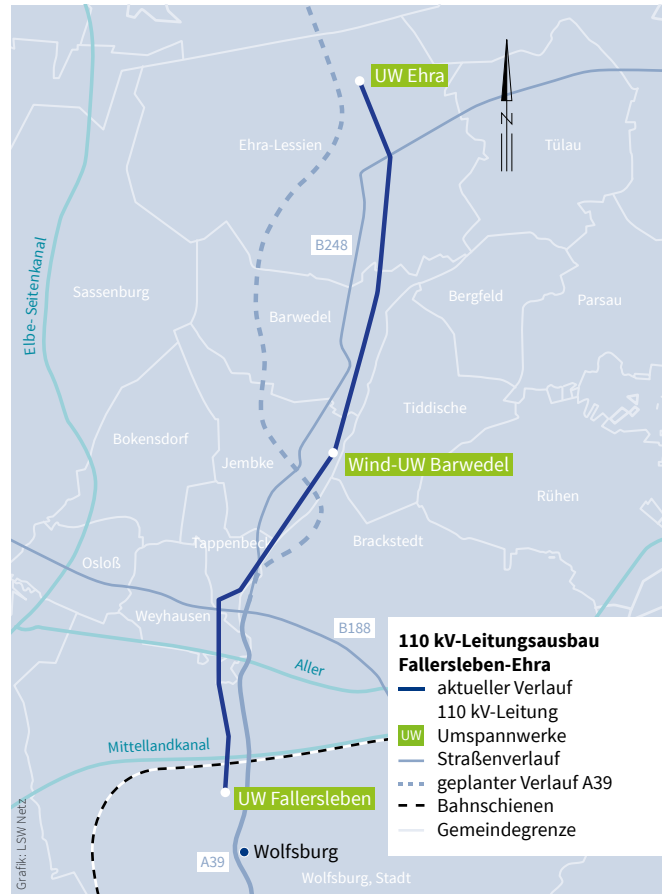 UW Ehra
N
Ehra-Lessien
Tülau
B248
Elbe- Seitenkanal
Sassenburg
Bergfeld
Parsau
Barwedel
Tiddische
Bokensdorf
Jembke
Wind-UW Barwedel
Rühen
Tappenbeck
Brackstedt
Osloß
Weyhausen
B188
Aller
Mittellandkanal
UW Fallersleben
A39
Wolfsburg
Wolfsburg, Stadt
110 kV-Leitungsausbau
Fallersleben-Ehra
aktueller Verlauf
110 kV-Leitung
UW Umspannwerke
Straßenverlauf
geplanter Verlauf A39
Bahnschienen
Gemeindegrenze
Grafik: LSW Netz